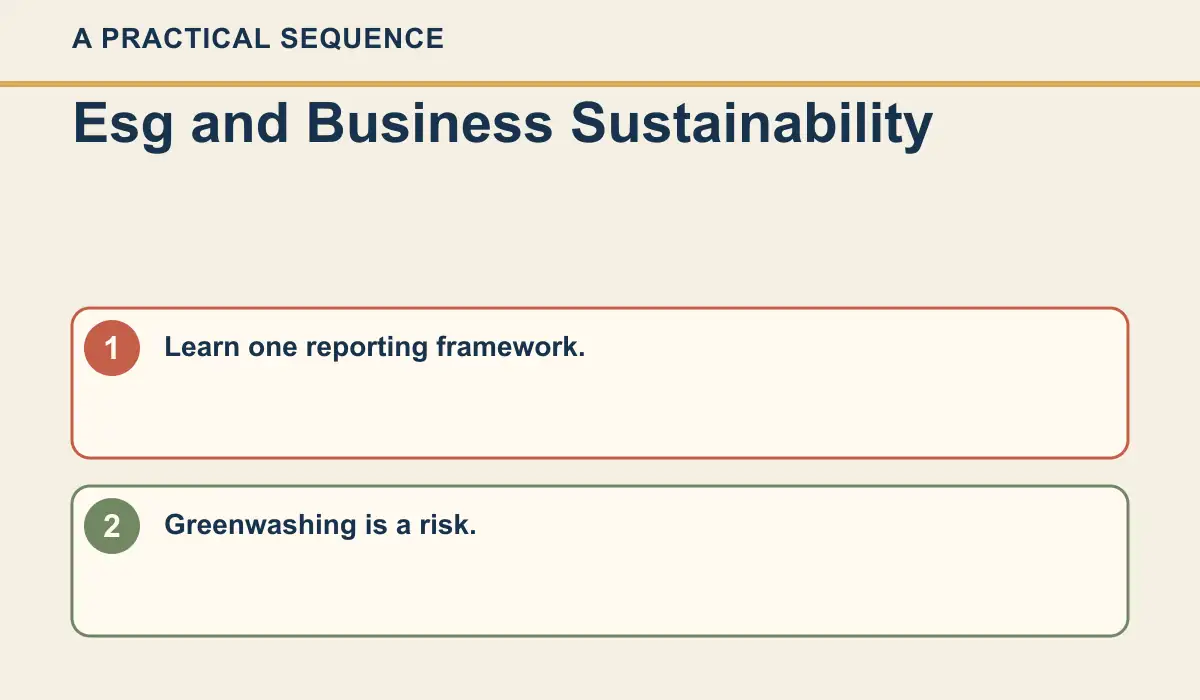 A PRACTICAL SEQUENCE
Esg and Business Sustainability
1 Learn one reporting framework.
2 Greenwashing is a risk.